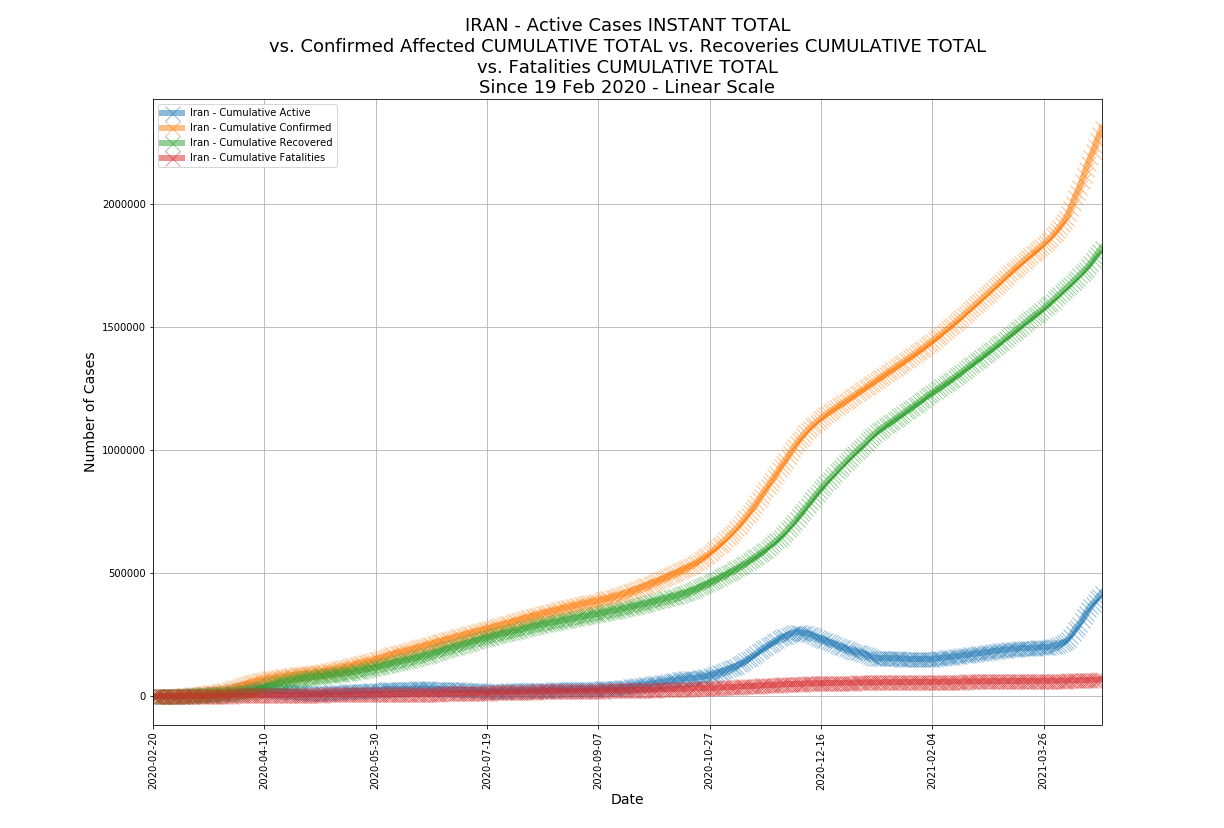 IRAN - Active Cases INSTANT TOTAL
vs. Confirmed Affected CUMULATIVE TOTAL vs. Recoveries CUMULATIVE TOTAL
vs. Fatalities CUMULATIVE TOTAL
Since 19 Feb 2020 - Linear Scale
Iran - Cumulative Active
Iran - Cumulative Confirmed
Iran - Cumulative Recovered
Iran - Cumulative Fatalities
Number of Cases
2000000
1500000
1000000
500000
0
2020-02-20
2020-04-10
2020-05-30
2020-07-19
2020-09-07
2020-10-27
2020-12-16
2021-02-04
2021-03-26
Date